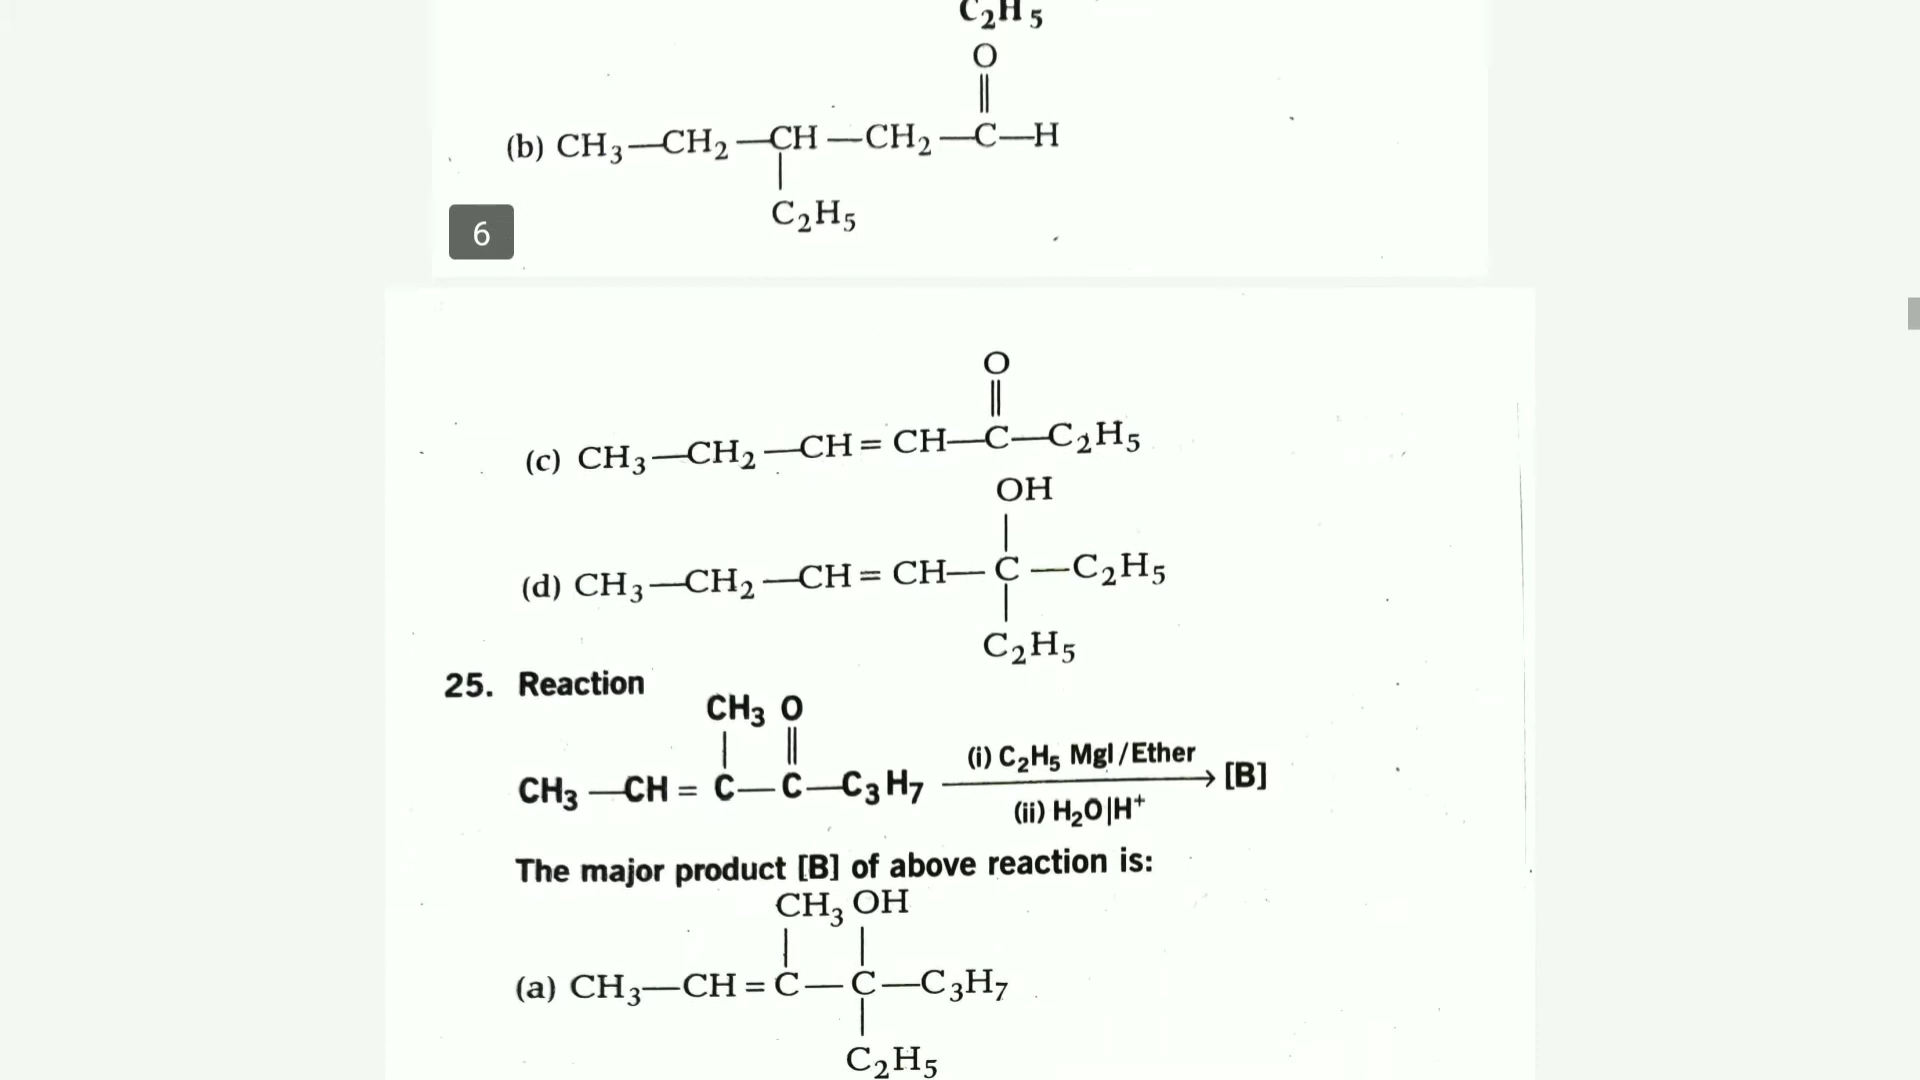 C₂H₅
O
||
(b) CH₃—CH₂—CH—CH₂—C—H
|
C₂H₅
6
O
||
(c) CH₃—CH₂—CH=CH—C—C₂H₅
OH
|
(d) CH₃—CH₂—CH=CH—C—C₂H₅
|
C₂H₅
25. Reaction
CH₃ O
| ||
CH₃—CH=C—C—C₃H₇ (i) C₂H₅ MgI/Ether → [B]
(ii) H₂O|H⁺
The major product [B] of above reaction is:
CH₃ OH
| |
(a) CH₃—CH=C—C—C₃H₇
|
C₂H₅